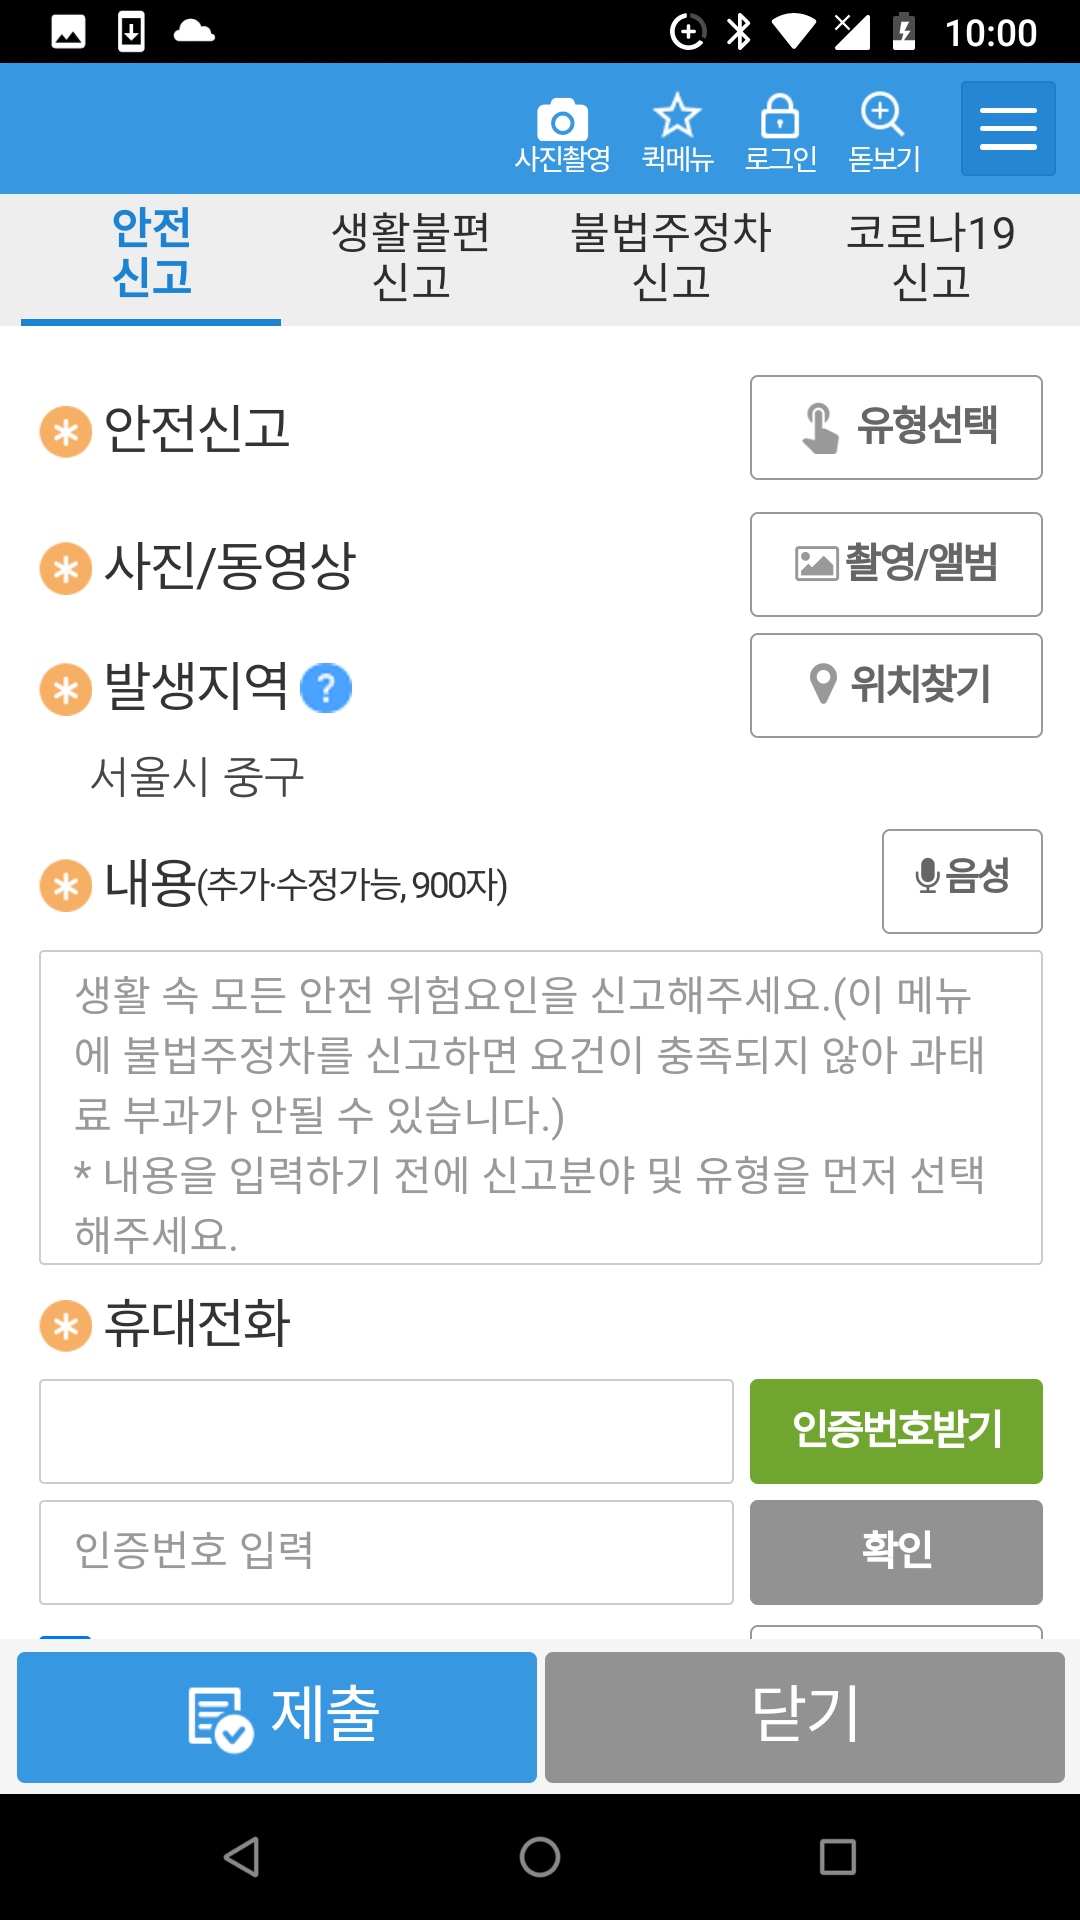 10:00
사진촬영 퀵메뉴 로그인 돋보기
안전
신고
생활불편
신고
불법주정차
신고
코로나19
신고
안전신고
유형선택
사진/동영상
촬영/앨범
발생지역 ?
위치찾기
서울시 중구
내용(추가·수정가능, 900자)
음성
생활 속 모든 안전 위험요인을 신고해주세요.(이 메뉴
에 불법주정차를 신고하면 요건이 충족되지 않아 과태
료 부과가 안될 수 있습니다.)
* 내용을 입력하기 전에 신고분야 및 유형을 먼저 선택
해주세요.
휴대전화
인증번호받기
인증번호 입력
확인
제출
닫기